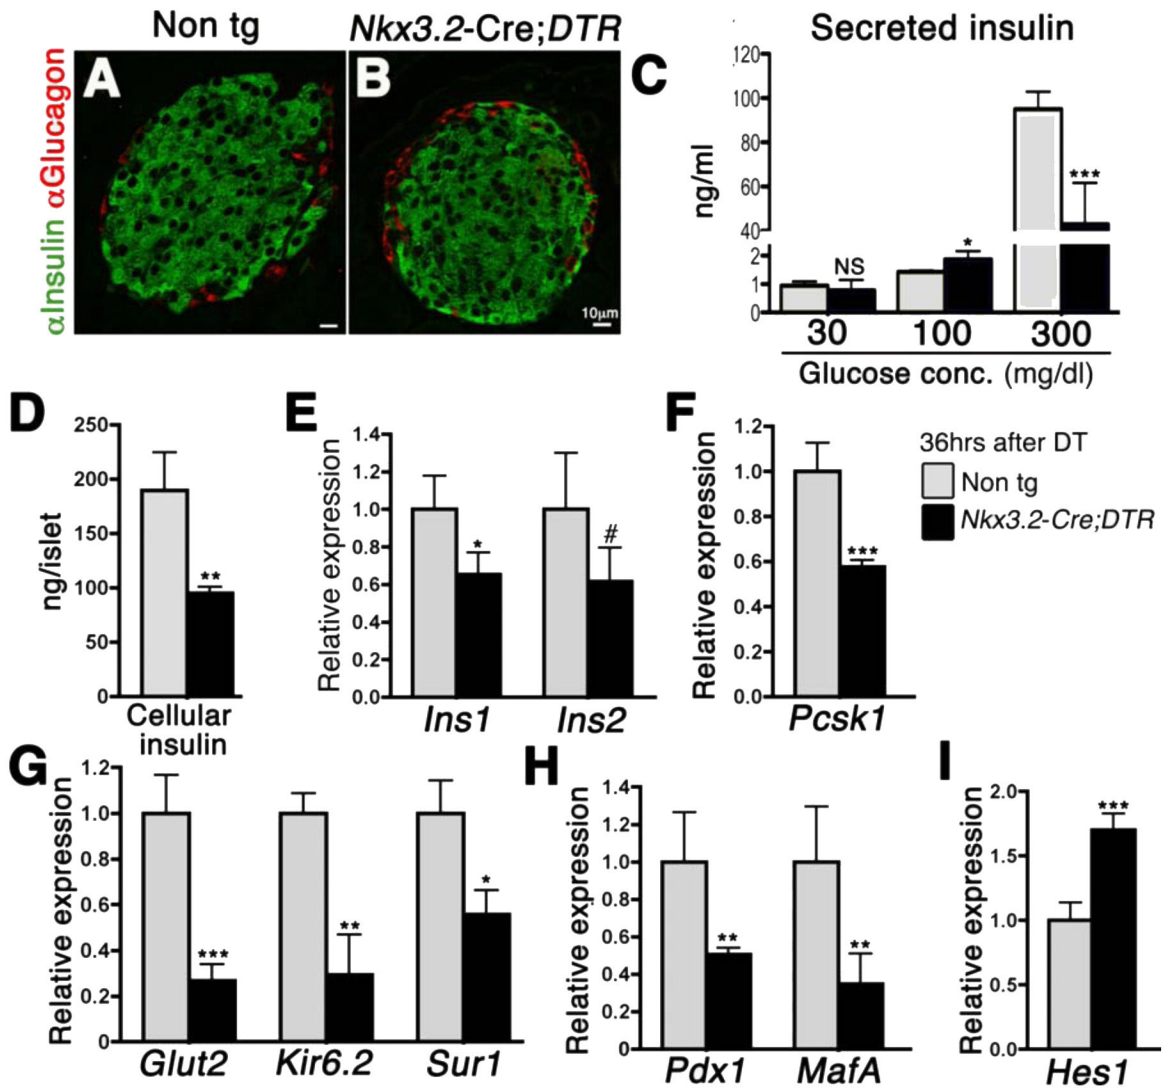 Non tg
Nkx3.2-Cre;DTR
αInsulin αGlucagon
A
B
10μm
C
Secreted insulin
ng/ml
120
100
80
60
40
2
1
0
NS
*
***
30 100 300
Glucose conc. (mg/dl)
D
ng/islet
250
200
150
100
50
0
**
Cellular
insulin
E
Relative expression
1.4
1.2
1.0
0.8
0.6
0.4
0.2
0.0
*
#
Ins1 Ins2
F
Relative expression
1.2
1.0
0.8
0.6
0.4
0.2
0.0
***
Pcsk1
36hrs after DT
Non tg
Nkx3.2-Cre;DTR
G
Relative expression
1.2
1.0
0.8
0.6
0.4
0.2
0
***
**
*
Glut2 Kir6.2 Sur1
H
Relative expression
1.4
1.2
1.0
0.8
0.6
0.4
0.2
0
**
**
Pdx1 MafA
I
Relative expression
2.0
1.5
1.0
0.5
0.0
***
Hes1